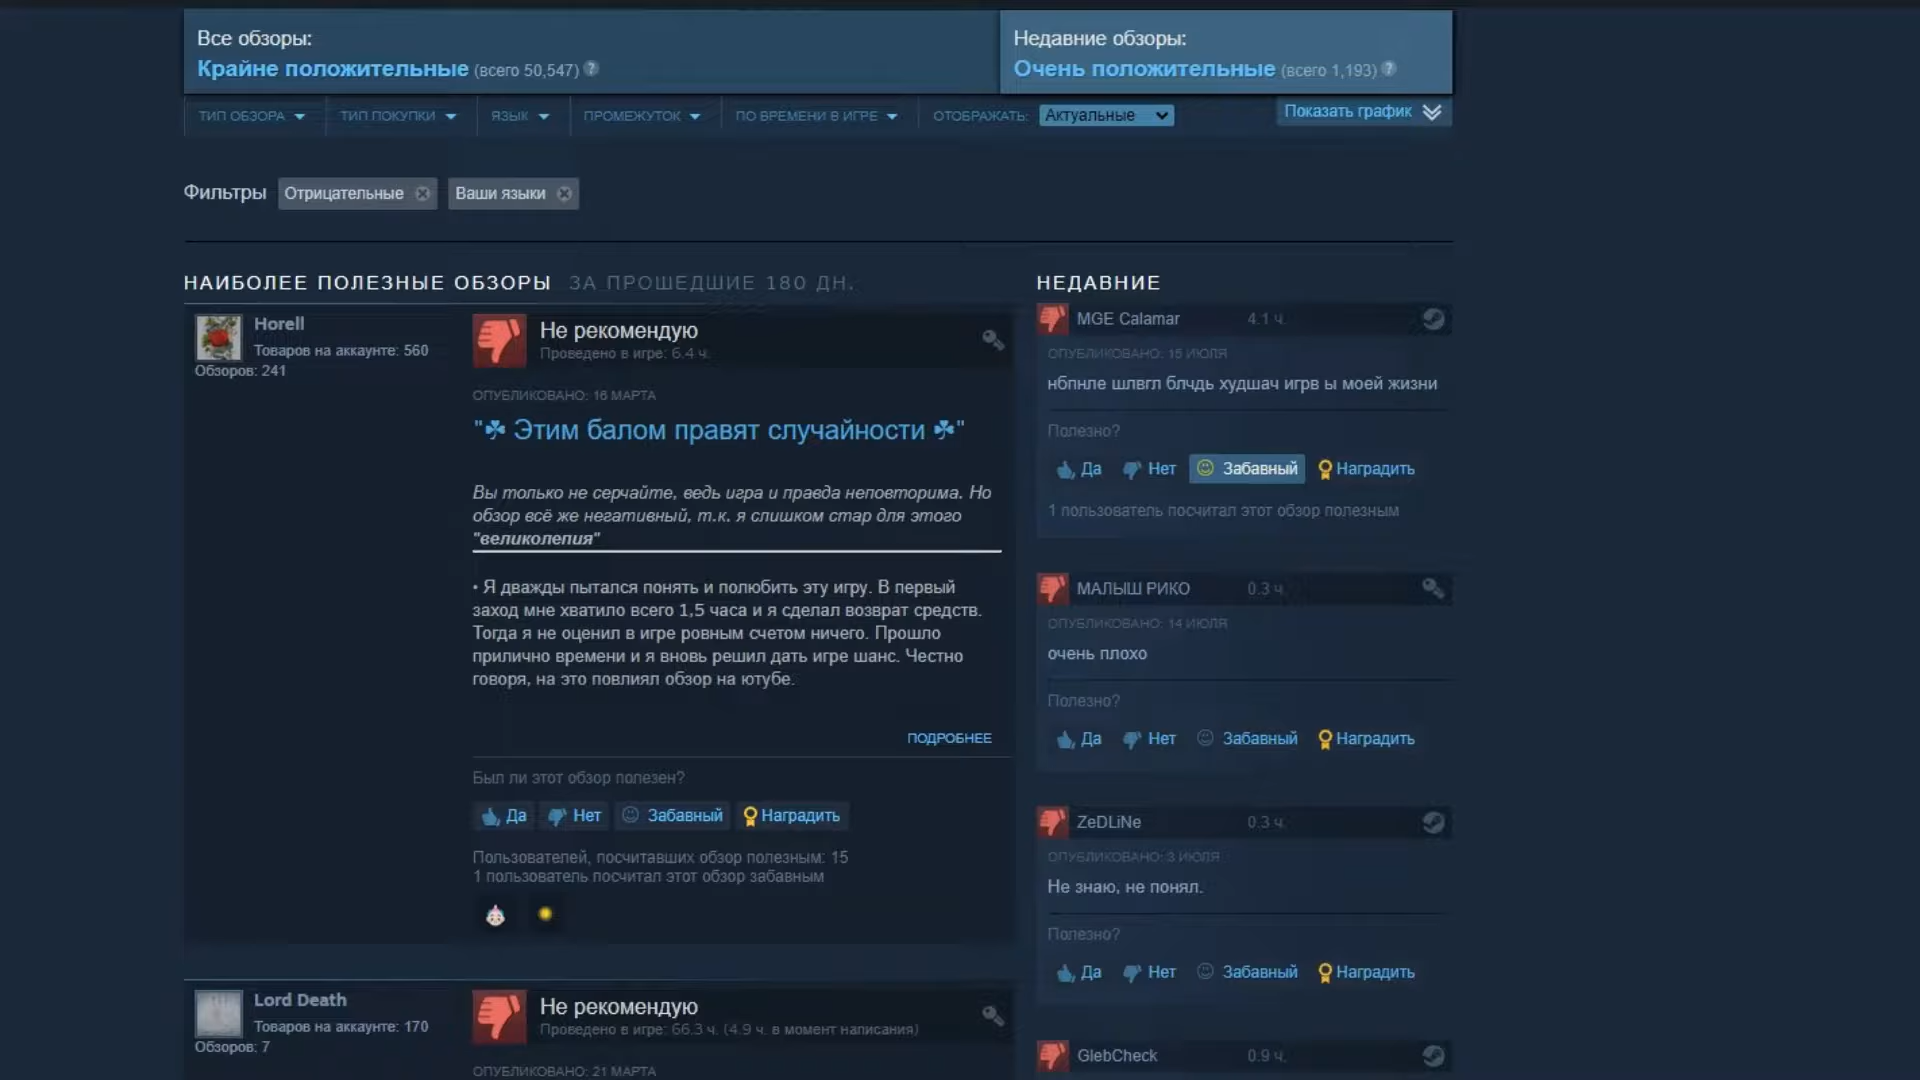 Все обзоры:
Крайне положительные (всего 50,547) ?
Недавние обзоры:
Очень положительные (всего 1,193) ?
ТИП ОБЗОРА
ТИП ПОКУПКИ
ЯЗЫК
ПРОМЕЖУТОК
ПО ВРЕМЕНИ В ИГРЕ
ОТОБРАЖАТЬ: Актуальные
Показать график
Фильтры
Отрицательные
Ваши языки
НАИБОЛЕЕ ПОЛЕЗНЫЕ ОБЗОРЫ ЗА ПРОШЕДШИЕ 180 ДН.
Horell
Товаров на аккаунте: 560
Обзоров: 241
Не рекомендую
Проведено в игре: 6.4 ч.
ОПУБЛИКОВАНО: 16 МАРТА
"☘ Этим балом правят случайности ☘"
Вы только не серчайте, ведь игра и правда неповторима. Но
обзор всё же негативный, т.к. я слишком стар для этого
"великолепия"
• Я дважды пытался понять и полюбить эту игру. В первый
заход мне хватило всего 1,5 часа и я сделал возврат средств.
Тогда я не оценил в игре ровным счетом ничего. Прошло
прилично времени и я вновь решил дать игре шанс. Честно
говоря, на это повлиял обзор на ютубе.
ПОДРОБНЕЕ
Был ли этот обзор полезен?
Да Нет Забавный Наградить
Пользователей, посчитавших обзор полезным: 15
1 пользователь посчитал этот обзор забавным
Lord Death
Товаров на аккаунте: 170
Обзоров: 7
Не рекомендую
Проведено в игре: 66.3 ч. (4.9 ч. в момент написания)
ОПУБЛИКОВАНО: 21 МАРТА
НЕДАВНИЕ
MGE Calamar 4.1 ч.
ОПУБЛИКОВАНО: 15 ИЮЛЯ
нбпнле шлвгл блчдь худшач игрв ы моей жизни
Полезно?
Да Нет Забавный Наградить
1 пользователь посчитал этот обзор полезным
МАЛЫШ РИКО 0.3 ч.
ОПУБЛИКОВАНО: 14 ИЮЛЯ
очень плохо
Полезно?
Да Нет Забавный Наградить
ZeDLiNe 0.3 ч.
ОПУБЛИКОВАНО: 3 ИЮЛЯ
Не знаю, не понял.
Полезно?
Да Нет Забавный Наградить
GlebCheck 0.9 ч.